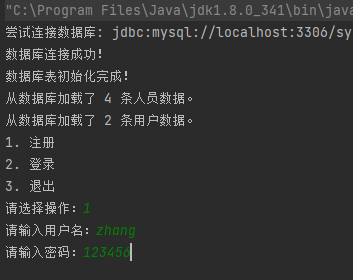 "C:\Program Files\Java\jdk1.8.0_341\bin\java
尝试连接数据库: jdbc:mysql://localhost:3306/sy
数据库连接成功!
数据库表初始化完成!
从数据库加载了 4 条人员数据。
从数据库加载了 2 条用户数据。
1. 注册
2. 登录
3. 退出
请选择操作: 1
请输入用户名: zhang
请输入密码: 123456